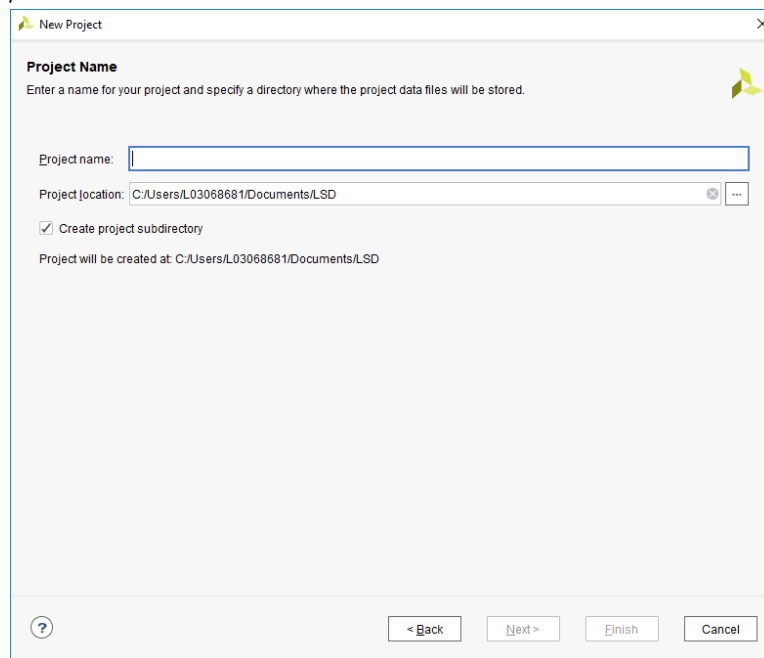 New Project
Project Name
Enter a name for your project and specify a directory where the project data files will be stored.
Project name:
Project location: C:/Users/L03068681/Documents/LSD
...
Create project subdirectory
Project will be created at: C:/Users/L03068681/Documents/LSD
? < Back Next > Finish Cancel